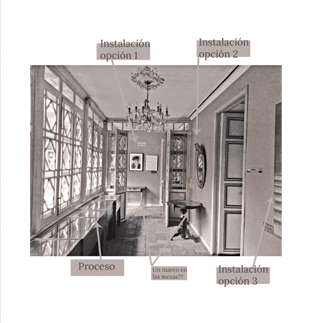 Instalación
opción 1
Instalación
opción 2
Proceso
Un marco en
las mesas??
Instalación
opción 3